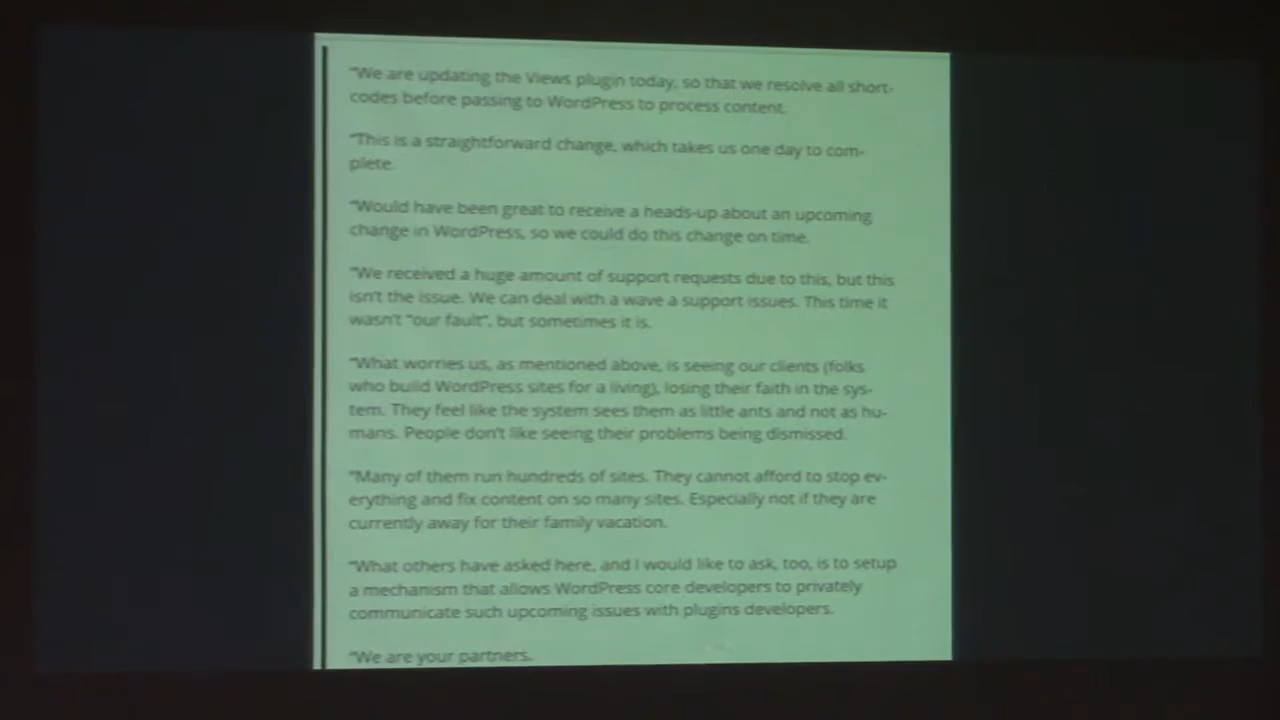 "We are updating the Views plugin today, so that we resolve all short-
codes before passing to WordPress to process content.
"This is a straightforward change, which takes us one day to com-
plete.
"Would have been great to receive a heads-up about an upcoming
change in WordPress, so we could do this change on time.
"We received a huge amount of support requests due to this, but this
isn't the issue. We can deal with a wave a support issues. This time it
wasn't "our fault", but sometimes it is.
"What worries us, as mentioned above, is seeing our clients (folks
who build WordPress sites for a living), losing their faith in the sys-
tem. They feel like the system sees them as little ants and not as hu-
mans. People don't like seeing their problems being dismissed.
"Many of them run hundreds of sites. They cannot afford to stop ev-
erything and fix content on so many sites. Especially not if they are
currently away for their family vacation.
"What others have asked here, and I would like to ask, too, is to setup
a mechanism that allows WordPress core developers to privately
communicate such upcoming issues with plugins developers.
"We are your partners.